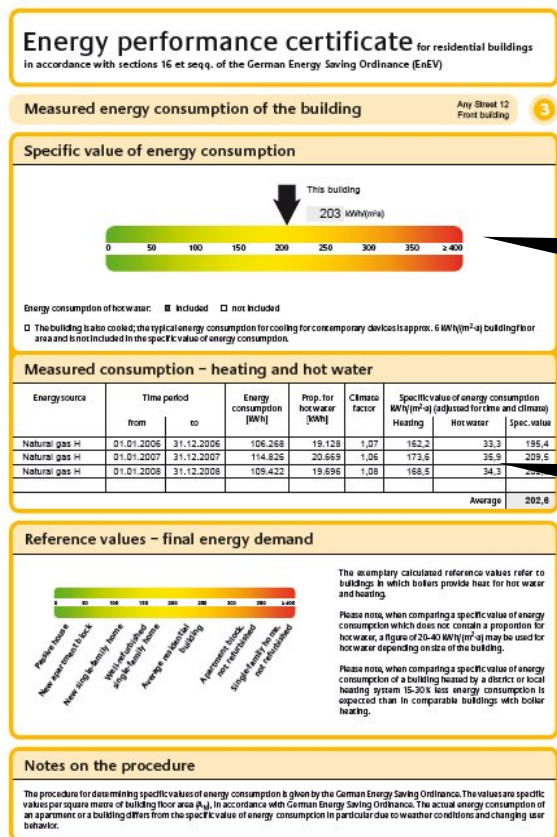 Energy performance certificate for residential buildings
in accordance with sections 16 et seqq. of the German Energy Saving Ordinance (EnEV)
Measured energy consumption of the building
Any Street 12
Front building
3
Specific value of energy consumption
This building
203 kWh/(m²a)
0 50 100 150 200 250 300 350 ≥ 400
Energy consumption of hot water: included not included
The building is also cooled; the typical energy consumption for cooling for contemporary devices is approx. 6 kWh/(m²·a) building floor
area and is not included in the specific value of energy consumption.
Measured consumption – heating and hot water
Energy source Time period Energy consumption [kWh] Prop. for hot water [kWh] Climate factor Specific value of energy consumption kWh/(m²·a) (adjusted for time and climate)
from to Heating Hot water Spec. value
Natural gas H 01.01.2006 31.12.2006 106.268 19.128 1,07 162,2 33,3 195,4
Natural gas H 01.01.2007 31.12.2007 114.826 20.669 1,06 173,6 35,9 209,5
Natural gas H 01.01.2008 31.12.2008 109.422 19.696 1,08 168,5 34,3
Average 202,6
Reference values – final energy demand
0 50 100 150 200 250 300 350 ≥ 400
Passive house
New apartment block
New single-family home
Well-refurbished
single-family home
Average residential
building
Apartment block,
not refurbished
Single-family home,
not refurbished
The exemplary calculated reference values refer to
buildings in which boilers provide heat for hot water
and heating.
Please note, when comparing a specific value of energy
consumption which does not contain a proportion for
hot water, a figure of 20-40 kWh/(m²·a) may be used for
hot water depending on size of the building.
Please note, when comparing a specific value of energy
consumption of a building heated by a district or local
heating system 15-30% less energy consumption is
expected than in comparable buildings with boiler
heating.
Notes on the procedure
The procedure for determining specific values of energy consumption is given by the German Energy Saving Ordinance. The values are specific
values per square metre of building floor area (Aₙ), in accordance with German Energy Saving Ordinance. The actual energy consumption of
an apartment or a building differs from the specific value of energy consumption in particular due to weather conditions and changing user
behavior.